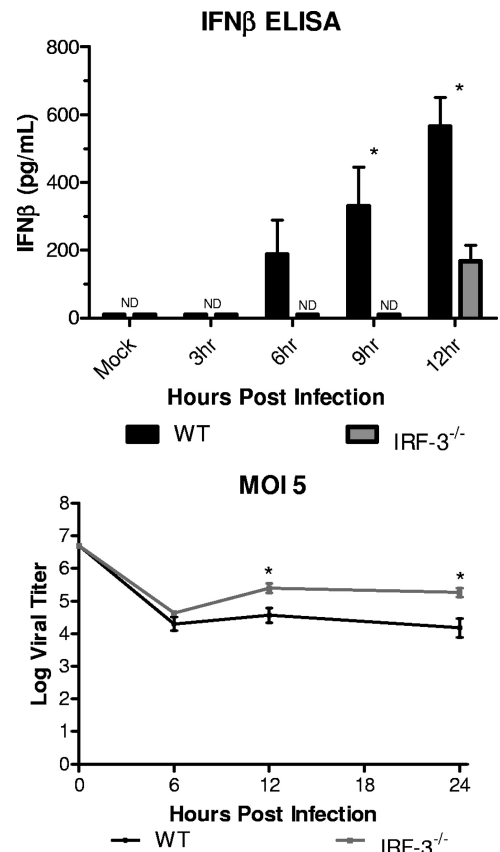 IFNβ ELISA
800
600
400
200
0
IFNβ (pg/mL)
*
*
ND
ND
ND
ND
Mock
3hr
6hr
9hr
12hr
Hours Post Infection
WT
IRF-3-/-
MOI 5
8
7
6
5
4
3
2
1
0
Log Viral Titer
*
*
0
6
12
18
24
Hours Post Infection
WT
IRF-3-/-